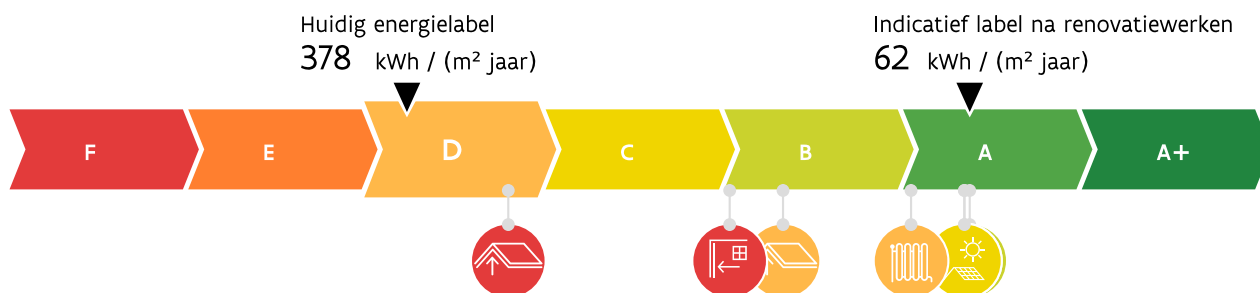 Huidig energielabel
378 kWh / (m² jaar)
Indicatief label na renovatiewerken
62 kWh / (m² jaar)
F E D C B A A+